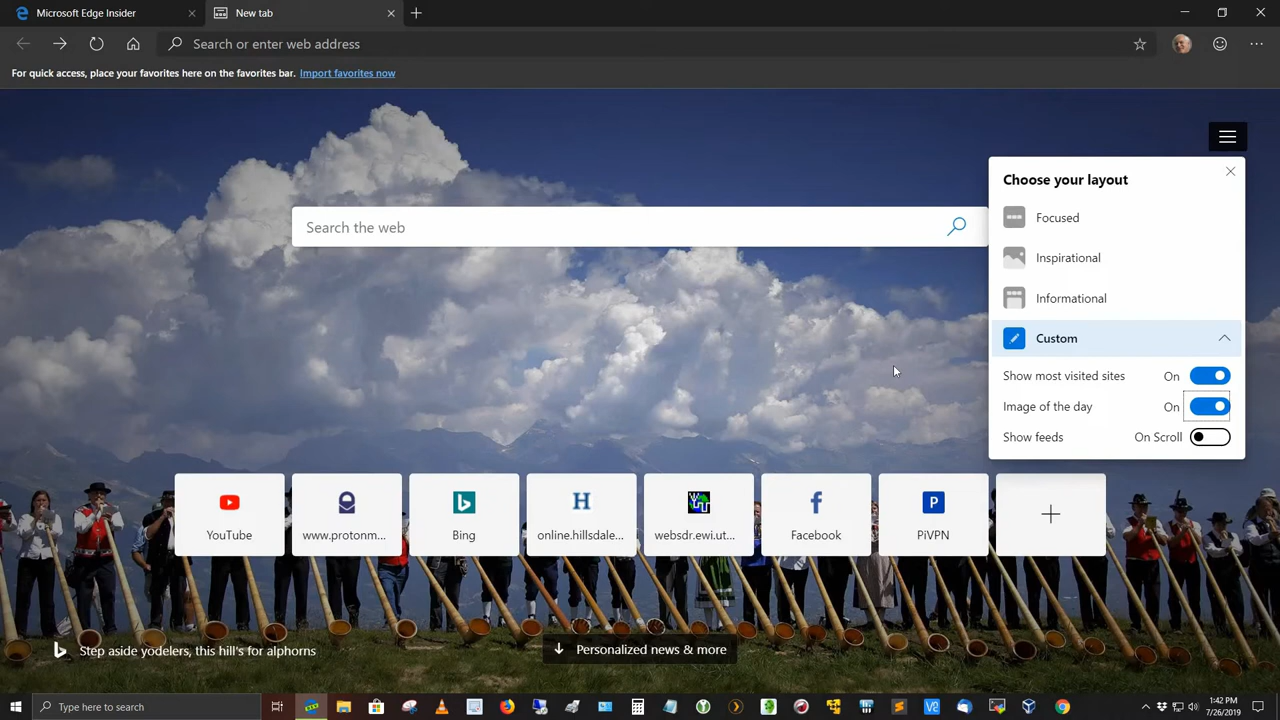 Microsoft Edge Insider
New tab
Search or enter web address
For quick access, place your favorites here on the favorites bar. Import favorites now
Search the web
Choose your layout
Focused
Inspirational
Informational
Custom
Show most visited sites On
Image of the day On
Show feeds On Scroll
YouTube
www.protonm...
Bing
online.hillsdale...
websdr.ewi.ut...
Facebook
PiVPN
Step aside yodelers, this hill's for alphorns
Personalized news & more
Type here to search
1:42 PM
7/26/2019